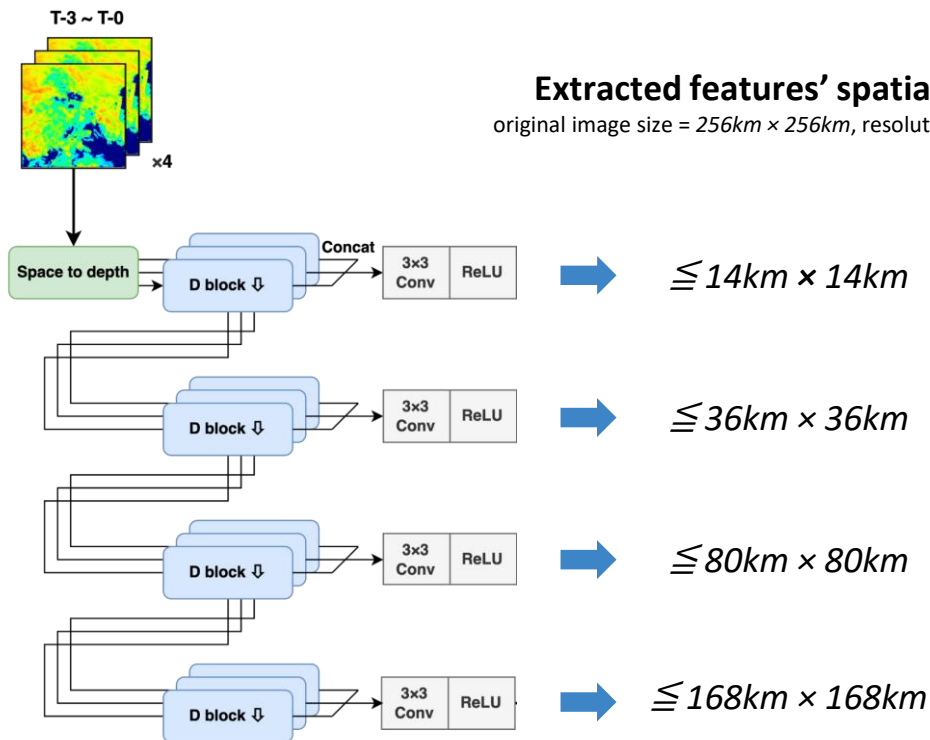 T-3 ~ T-0
×4
Extracted features' spatia
original image size = 256km × 256km, resolut
Space to depth
D block ⇩
Concat
3×3
Conv
ReLU
≦ 14km × 14km
D block ⇩
3×3
Conv
ReLU
≦ 36km × 36km
D block ⇩
3×3
Conv
ReLU
≦ 80km × 80km
D block ⇩
3×3
Conv
ReLU
≦ 168km × 168km